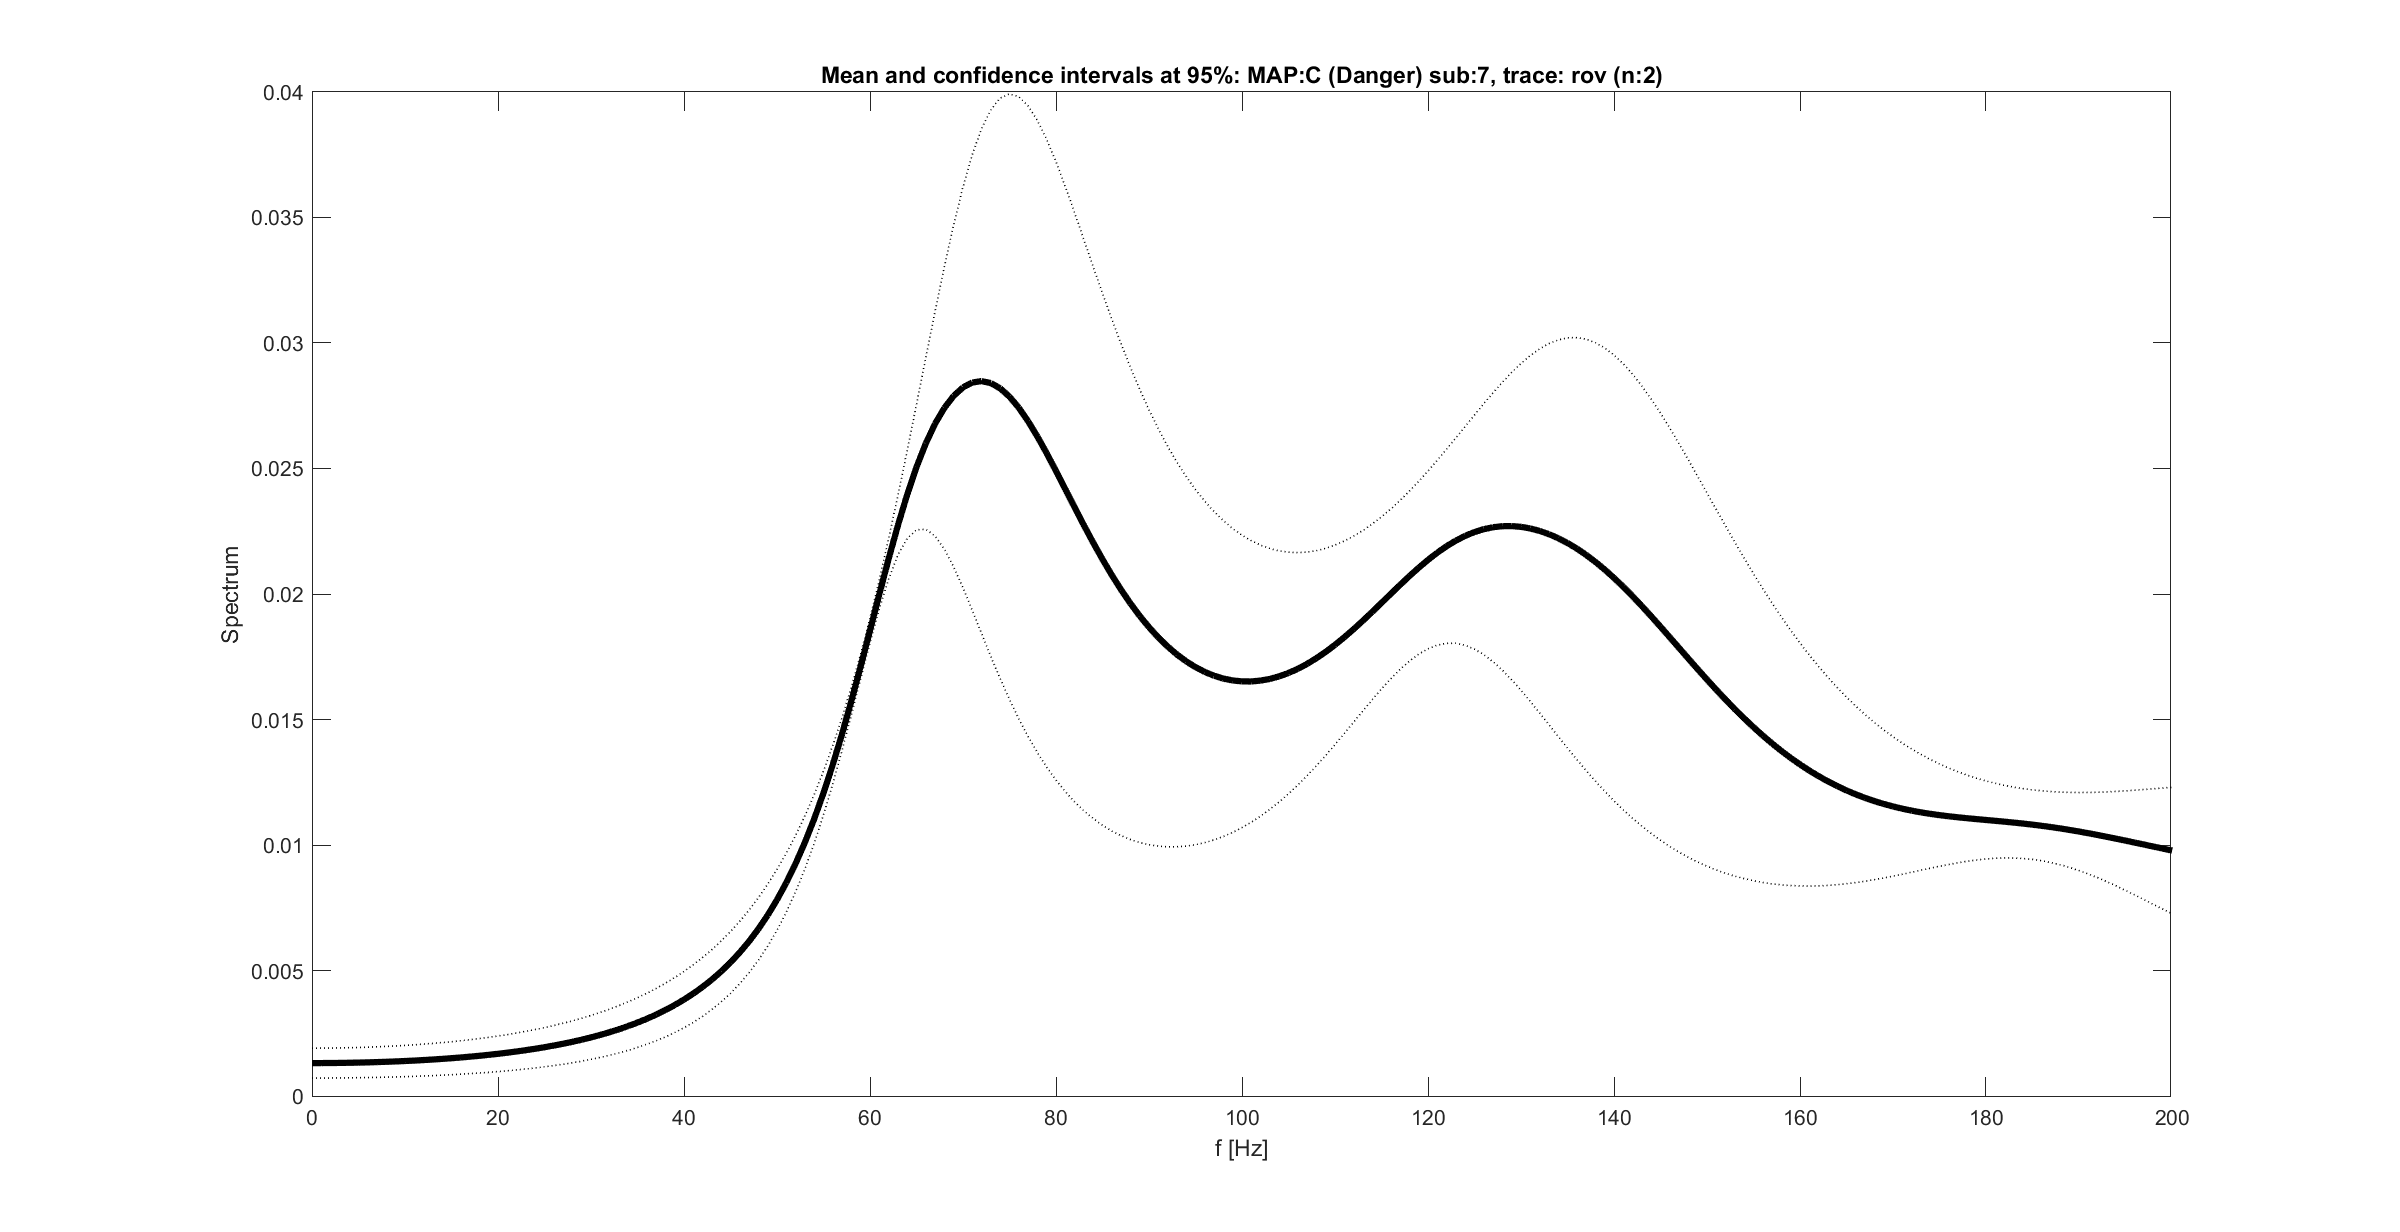 Mean and confidence intervals at 95%: MAP:C (Danger) sub:7, trace: rov (n:2)
0.04
0.035
0.03
0.025
0.02
0.015
0.01
0.005
0
Spectrum
0 20 40 60 80 100 120 140 160 180 200
f [Hz]